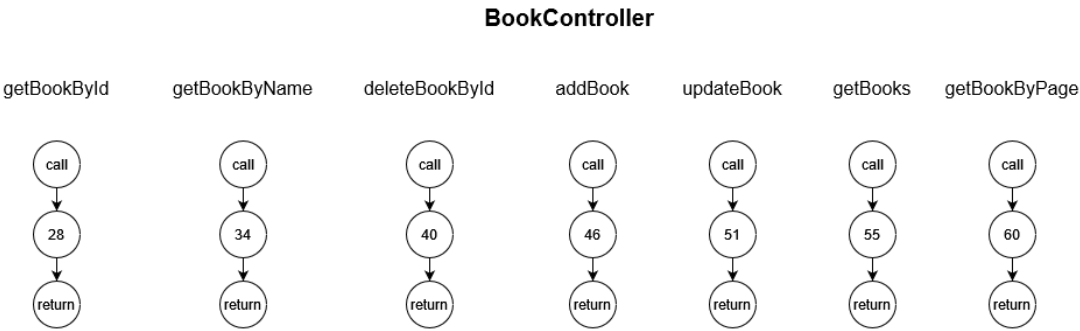 BookController
getBookById getBookByName deleteBookById addBook updateBook getBooks getBookByPage
call call call call call call call
28 34 40 46 51 55 60
return return return return return return return